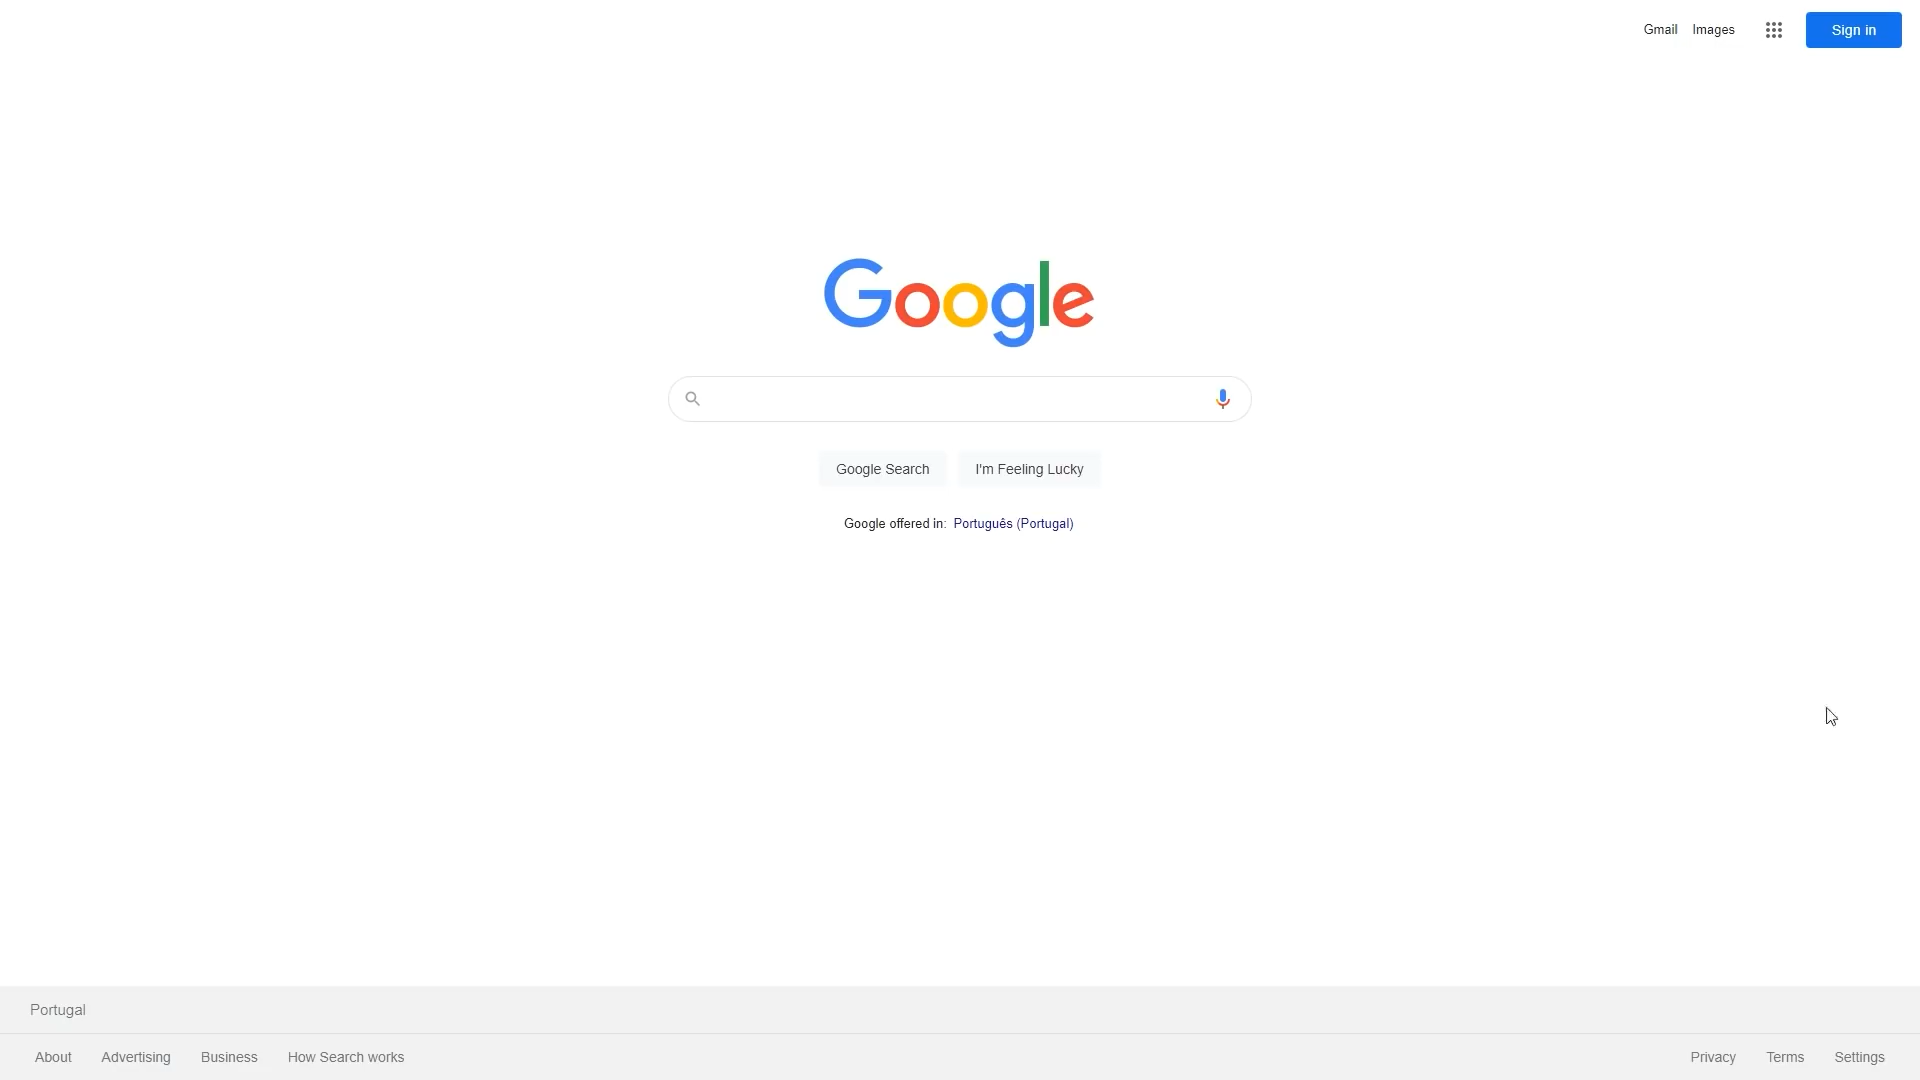 Gmail Images Sign in
Google
Google Search I'm Feeling Lucky
Google offered in: Português (Portugal)
Portugal
About Advertising Business How Search works Privacy Terms Settings